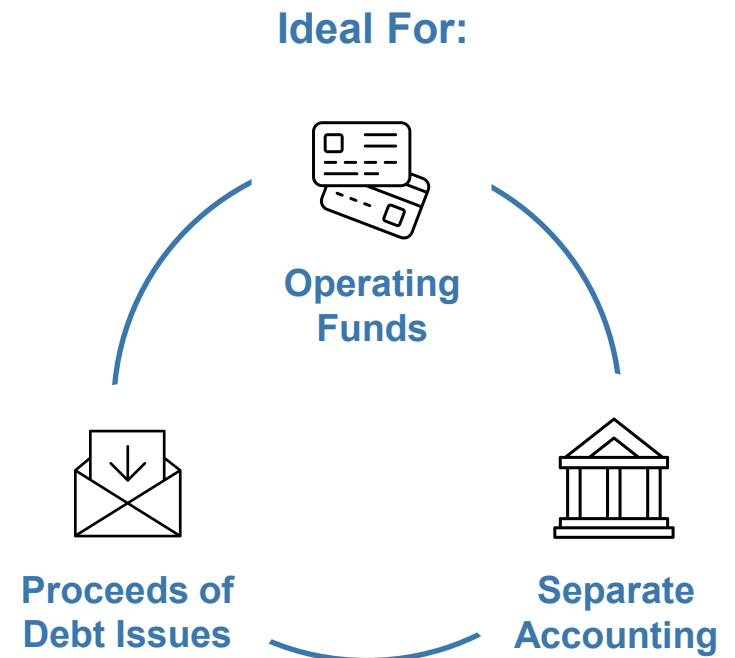 Ideal For:
Operating
Funds
Proceeds of
Debt Issues
Separate
Accounting